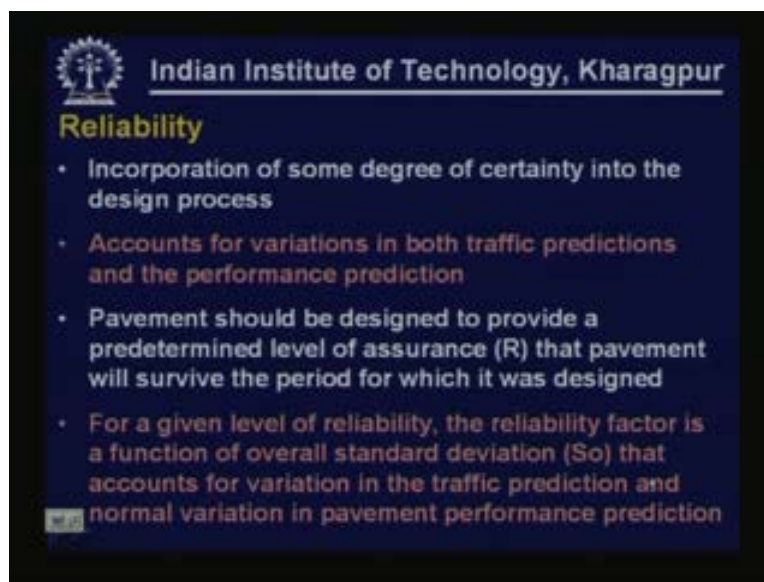 Indian Institute of Technology, Kharagpur
Reliability
• Incorporation of some degree of certainty into the
design process
• Accounts for variations in both traffic predictions
and the performance prediction
• Pavement should be designed to provide a
predetermined level of assurance (R) that pavement
will survive the period for which it was designed
• For a given level of reliability, the reliability factor is
a function of overall standard deviation (So) that
accounts for variation in the traffic prediction and
normal variation in pavement performance prediction